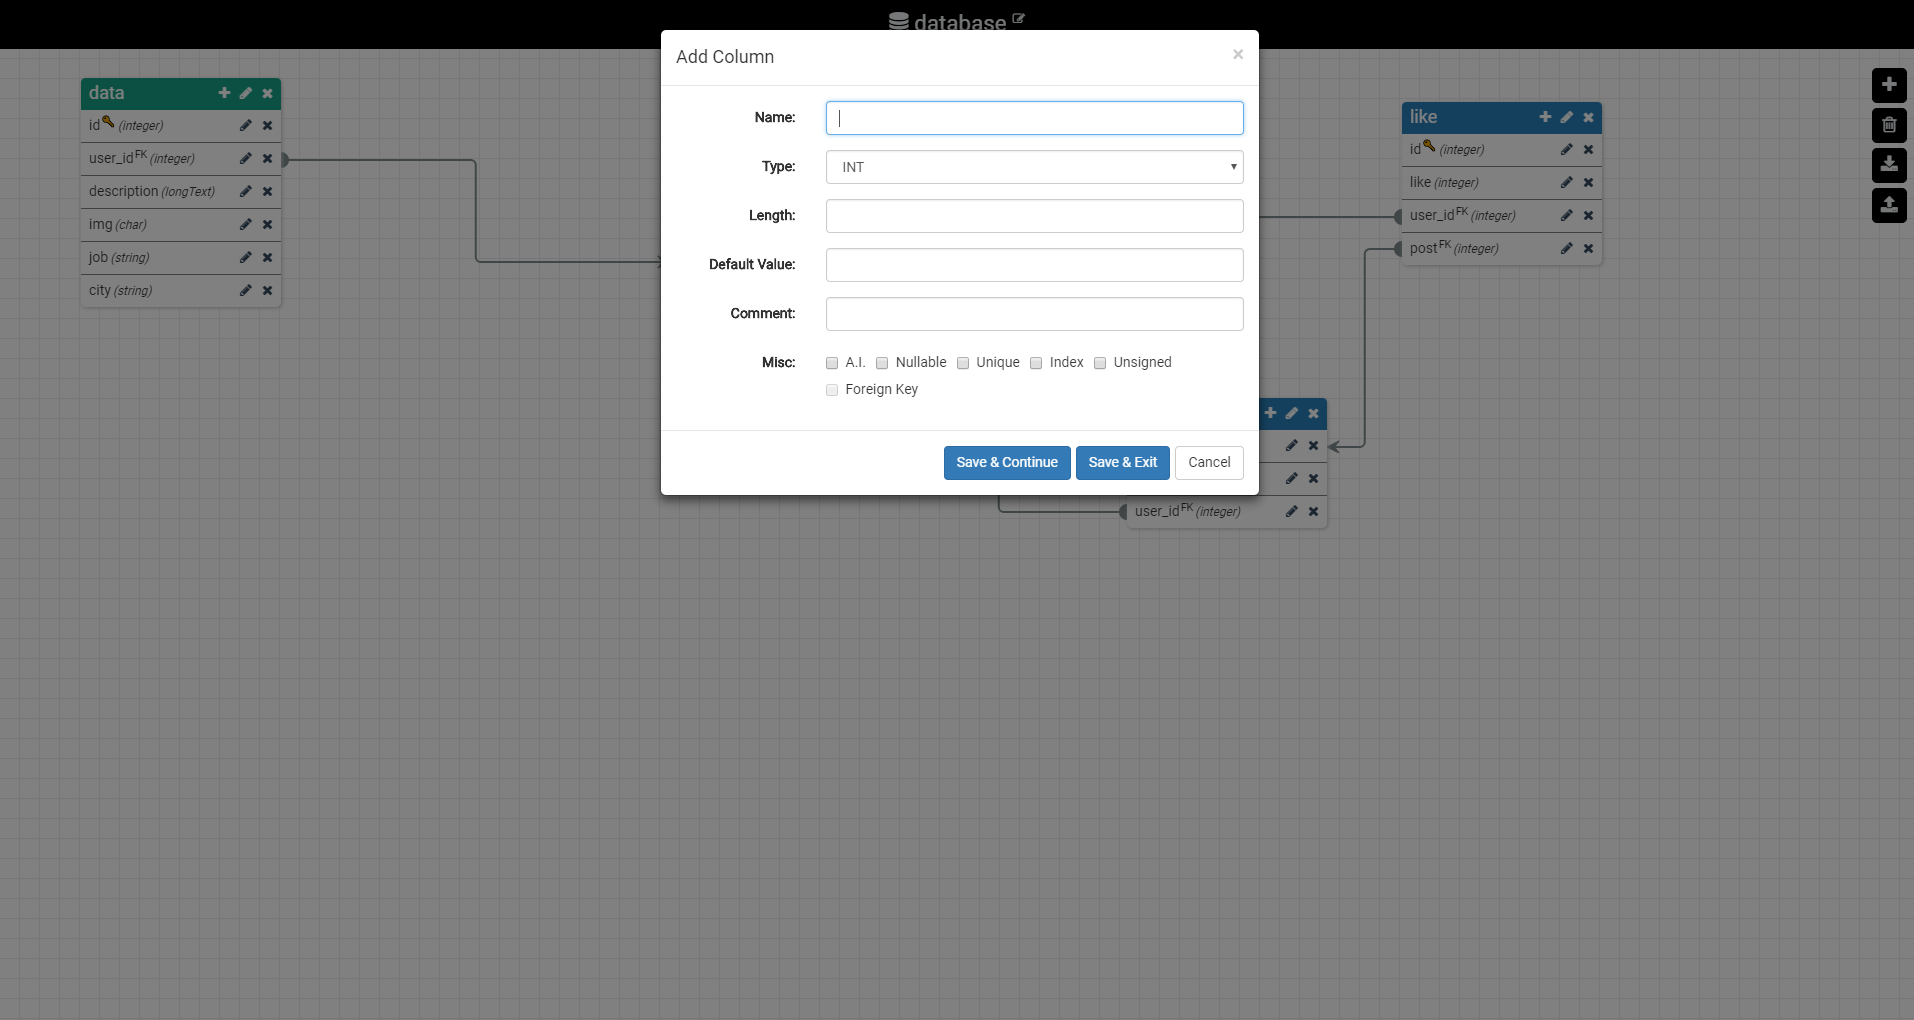 database
Add Column
×
Name:
Type: INT
Length:
Default Value:
Comment:
Misc: A.I. Nullable Unique Index Unsigned
Foreign Key
Save & Continue Save & Exit Cancel
data
id (integer)
user_id FK (integer)
description (longText)
img (char)
job (string)
city (string)
like
id (integer)
like (integer)
user_id FK (integer)
post FK (integer)
user_id FK (integer)